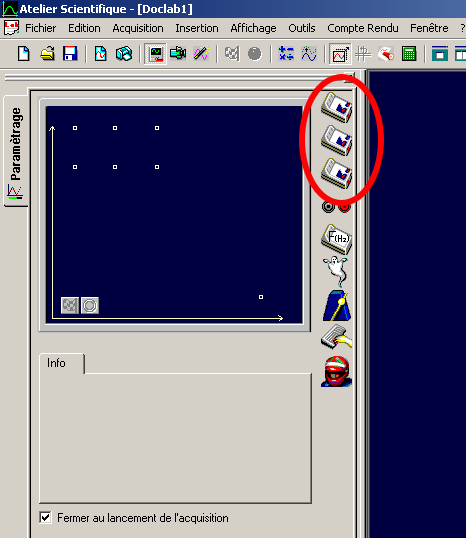 Atelier Scientifique - [Doclab1]
Fichier Edition Acquisition Insertion Affichage Outils Compte Rendu Fenêtre ?
Paramètrage
F(Hz)
Info
Fermer au lancement de l'acquisition